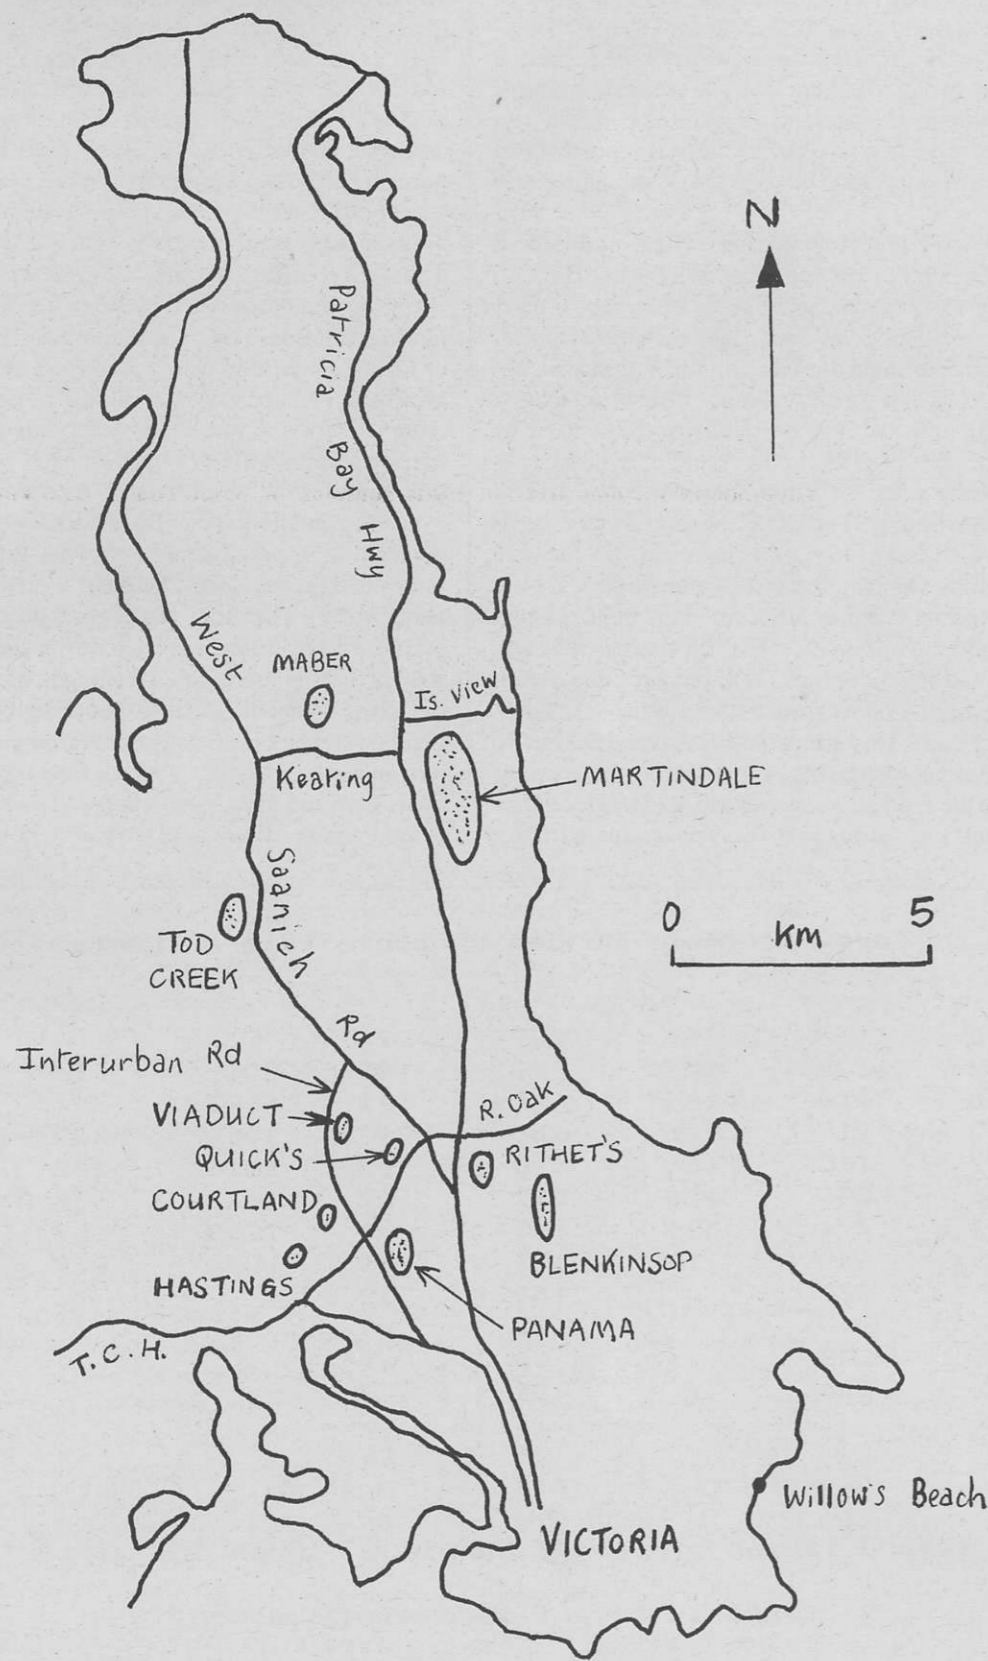 N
Patricia Bay Hwy
West Saanich Rd
MABER
Is. View
Keating
MARTINDALE
0 5
Km
TOD
CREEK
Interurban Rd
R. Oak
VIADUCT
QUICK'S
RITHET'S
COURTLAND
BLENKINSOP
HASTINGS
PANAMA
T.C.H.
Willow's Beach
VICTORIA